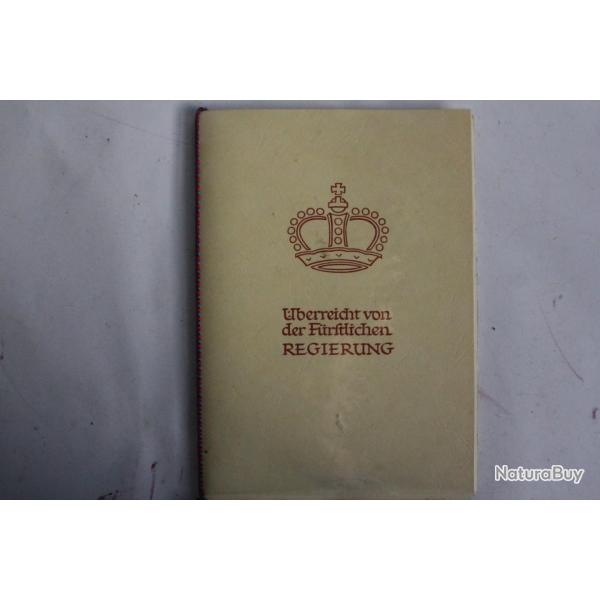 Überreicht von
der Fürstlichen
REGIERUNG
NaturaBuy